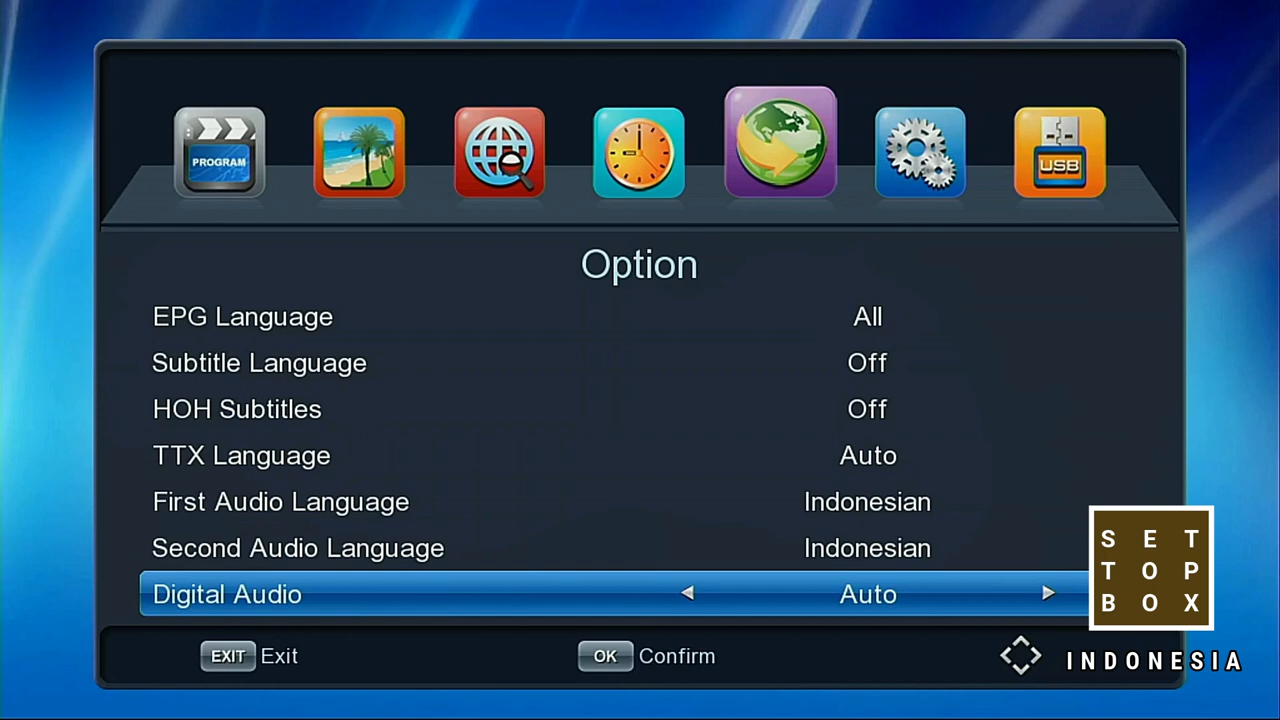 PROGRAM
USB
Option
EPG Language All
Subtitle Language Off
HOH Subtitles Off
TTX Language Auto
First Audio Language Indonesian
Second Audio Language Indonesian
Digital Audio Auto
EXIT Exit OK Confirm
S E T
T O P
B O X
INDONESIA